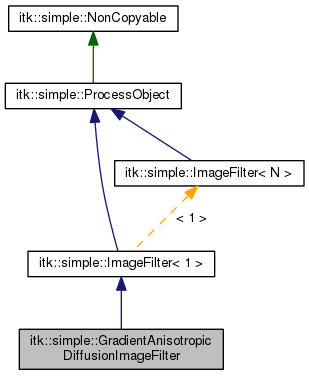 itk::simple::NonCopyable
itk::simple::ProcessObject
itk::simple::ImageFilter< N >
< 1 >
itk::simple::ImageFilter< 1 >
itk::simple::GradientAnisotropic
DiffusionImageFilter